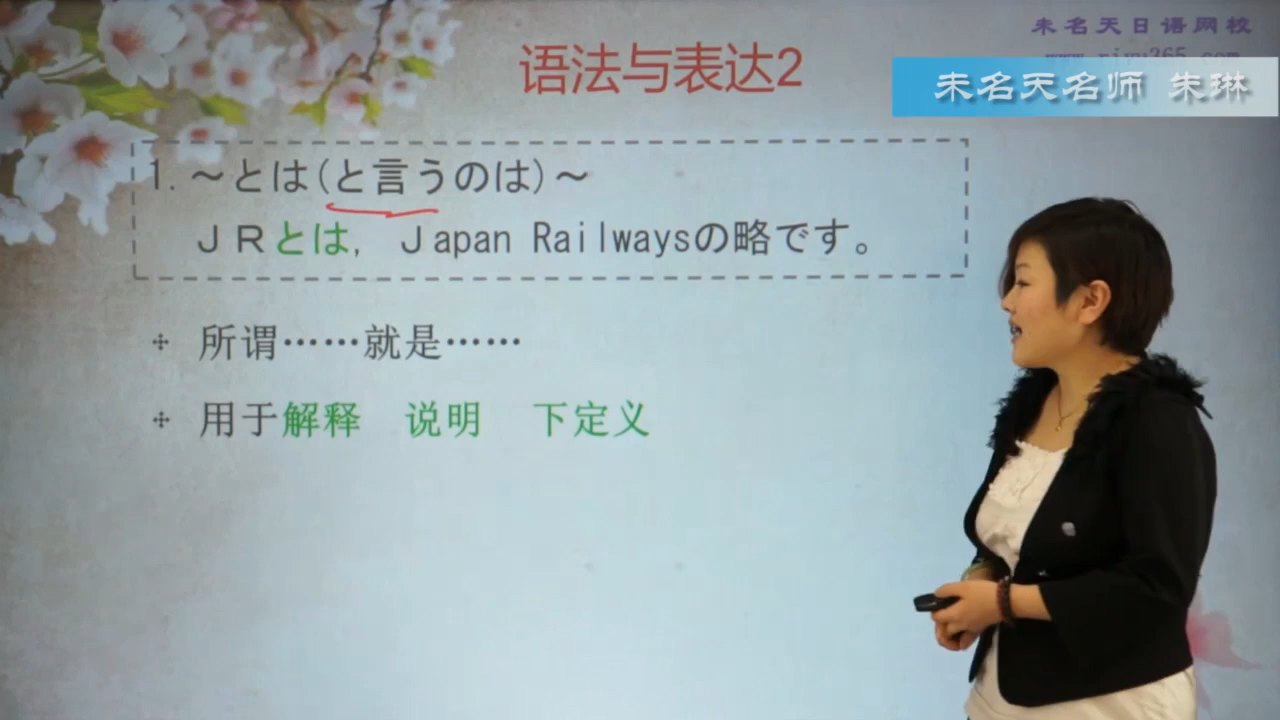 未名天日语网校
未名天名师 朱琳
语法与表达2
1.～とは(と言うのは)～
ＪＲとは, Ｊapan Railwaysの略です。
所谓……就是……
用于解释 说明 下定义